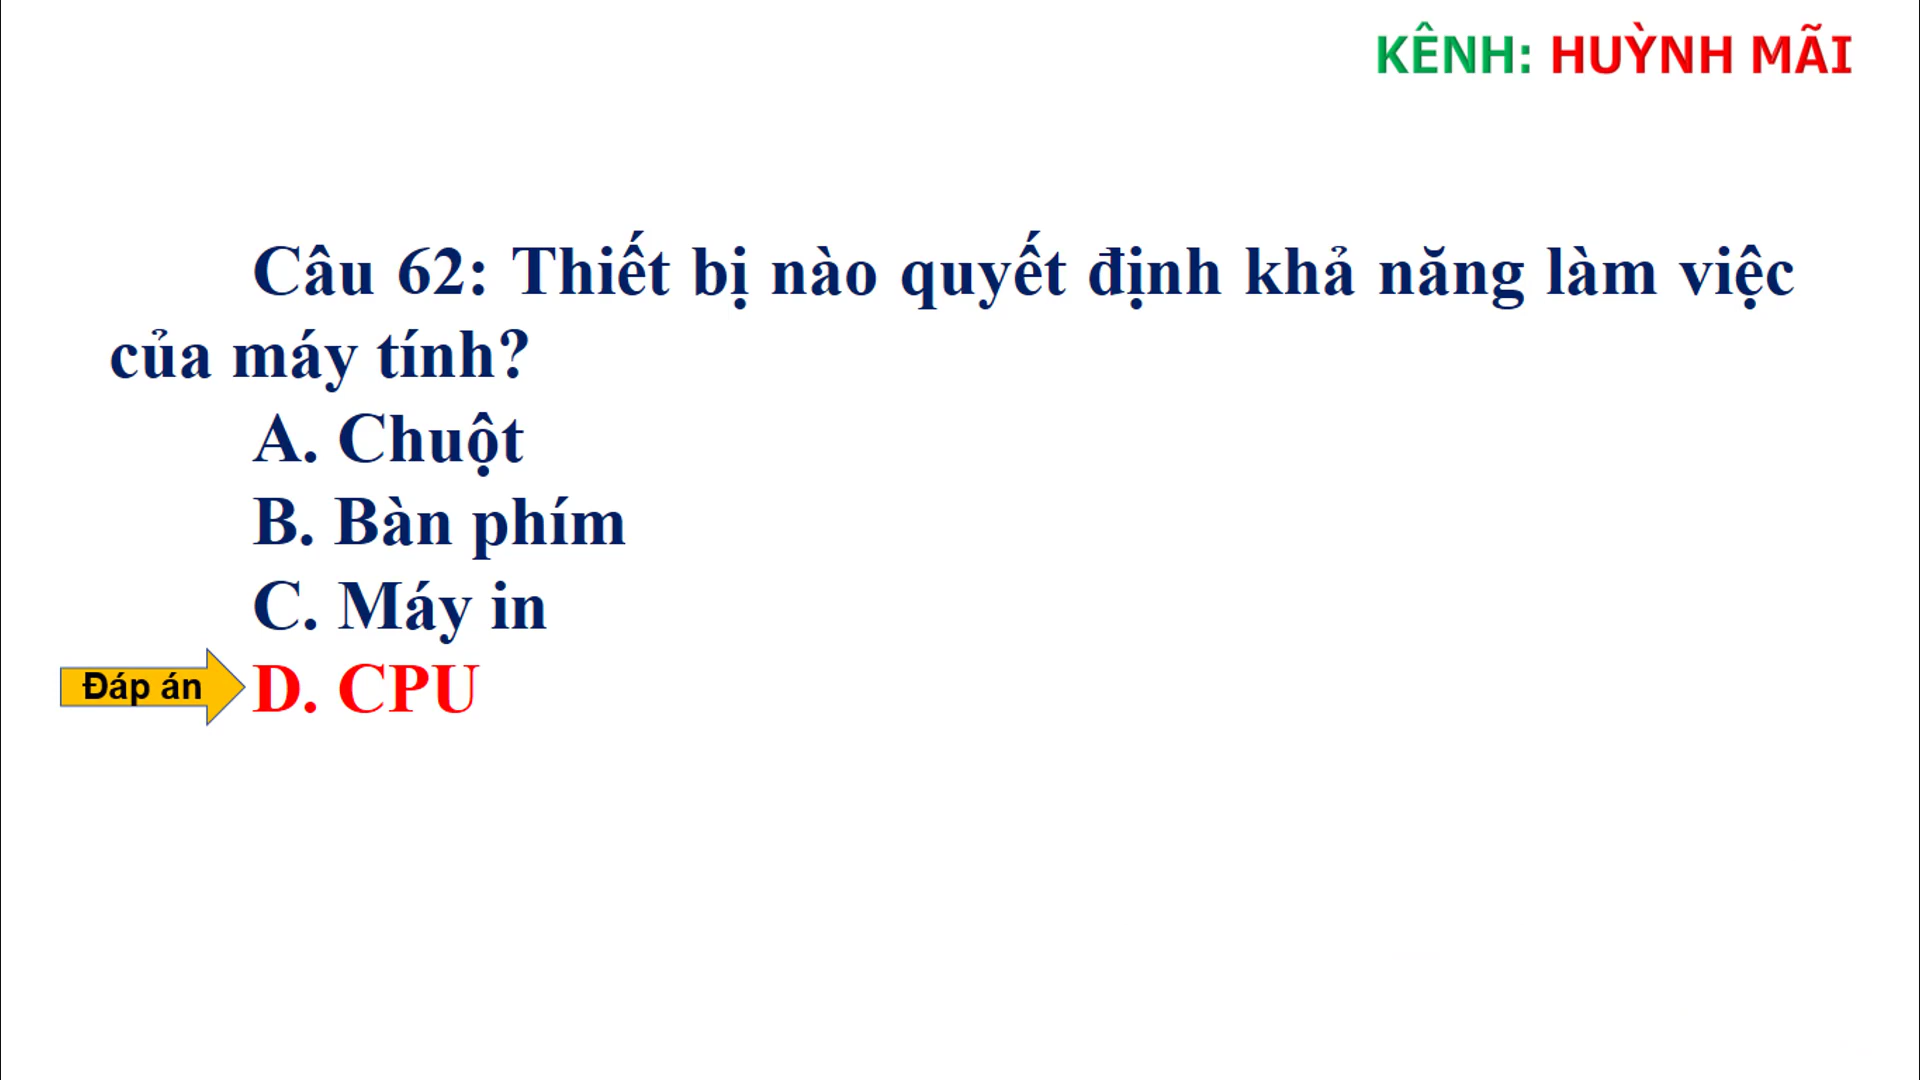 KÊNH: HUỲNH MÃI
Câu 62: Thiết bị nào quyết định khả năng làm việc
của máy tính?
A. Chuột
B. Bàn phím
C. Máy in
Đáp án D. CPU